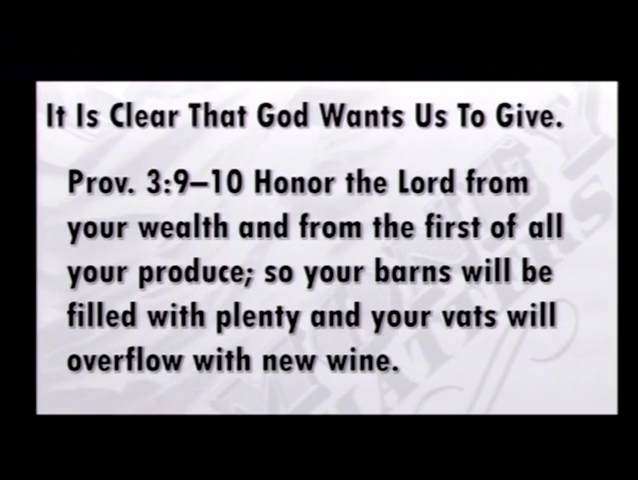 It Is Clear That God Wants Us To Give.
Prov. 3:9–10 Honor the Lord from
your wealth and from the first of all
your produce; so your barns will be
filled with plenty and your vats will
overflow with new wine.
MONEY
MATTERS